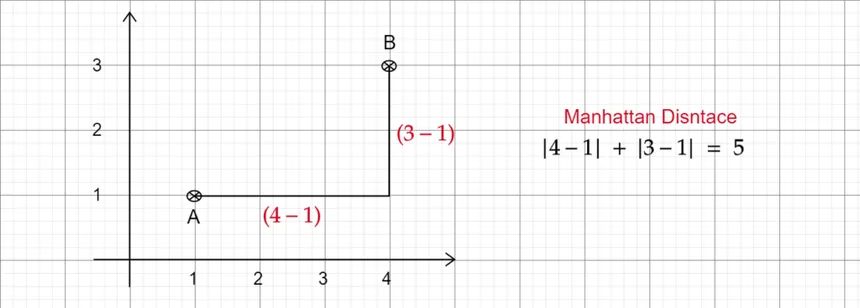 B
3
2
1
(3 – 1)
A
(4 – 1)
1 2 3 4
Manhattan Disntace
|4 – 1| + |3 – 1| = 5